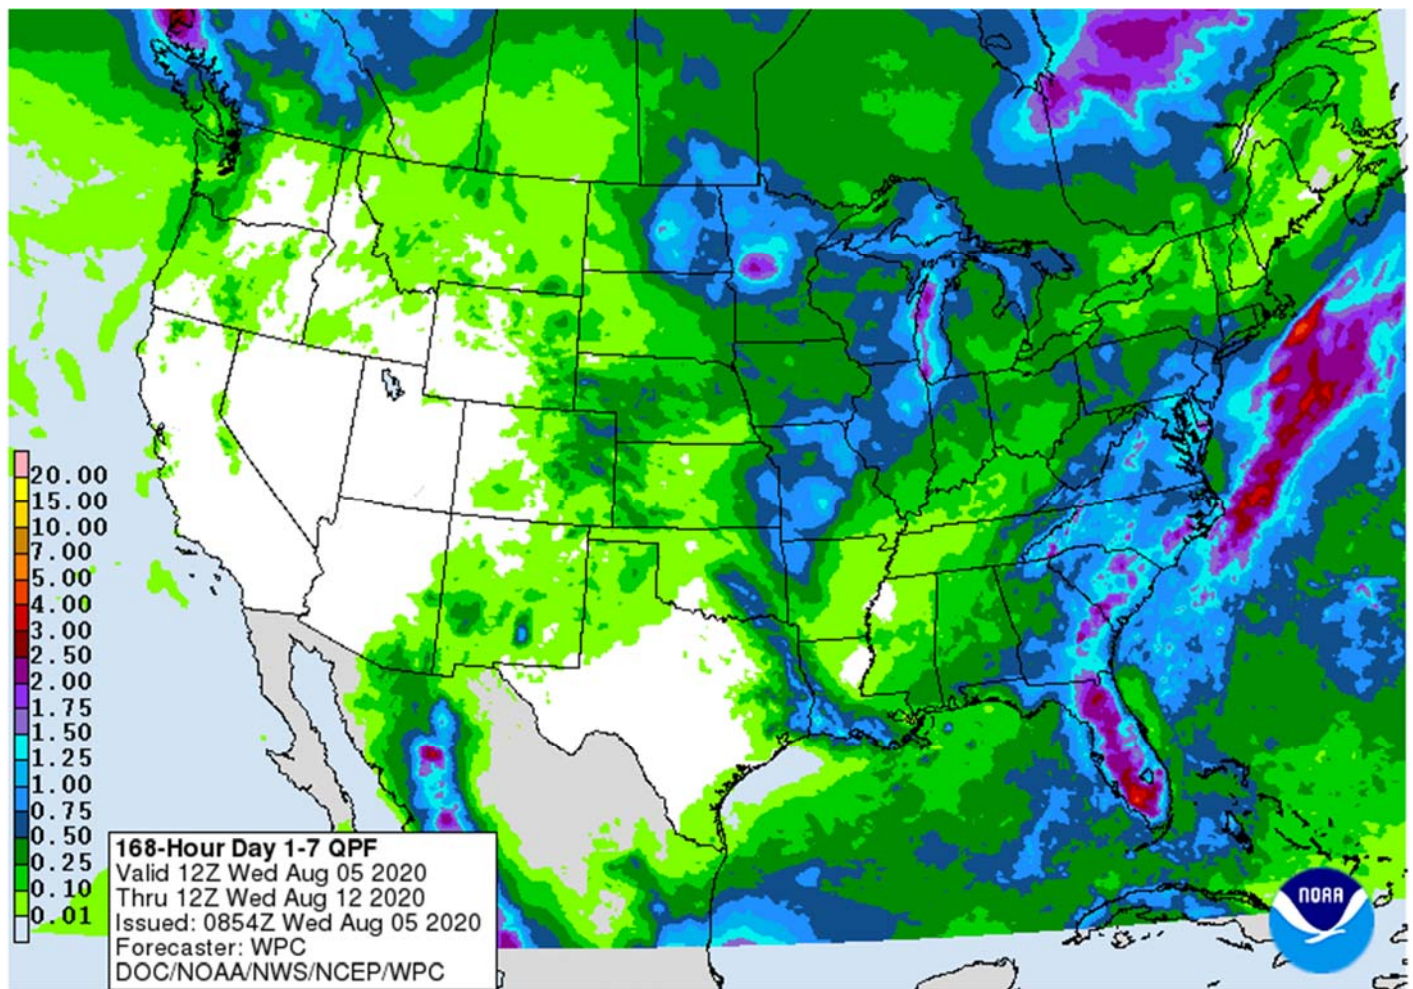 20.00
15.00
10.00
7.00
5.00
4.00
3.00
2.50
2.00
1.75
1.50
1.25
1.00
0.75
0.50
0.25
0.10
0.01
168-Hour Day 1-7 QPF
Valid 12Z Wed Aug 05 2020
Thru 12Z Wed Aug 12 2020
Issued: 0854Z Wed Aug 05 2020
Forecaster: WPC
DOC/NOAA/NWS/NCEP/WPC
NOAA